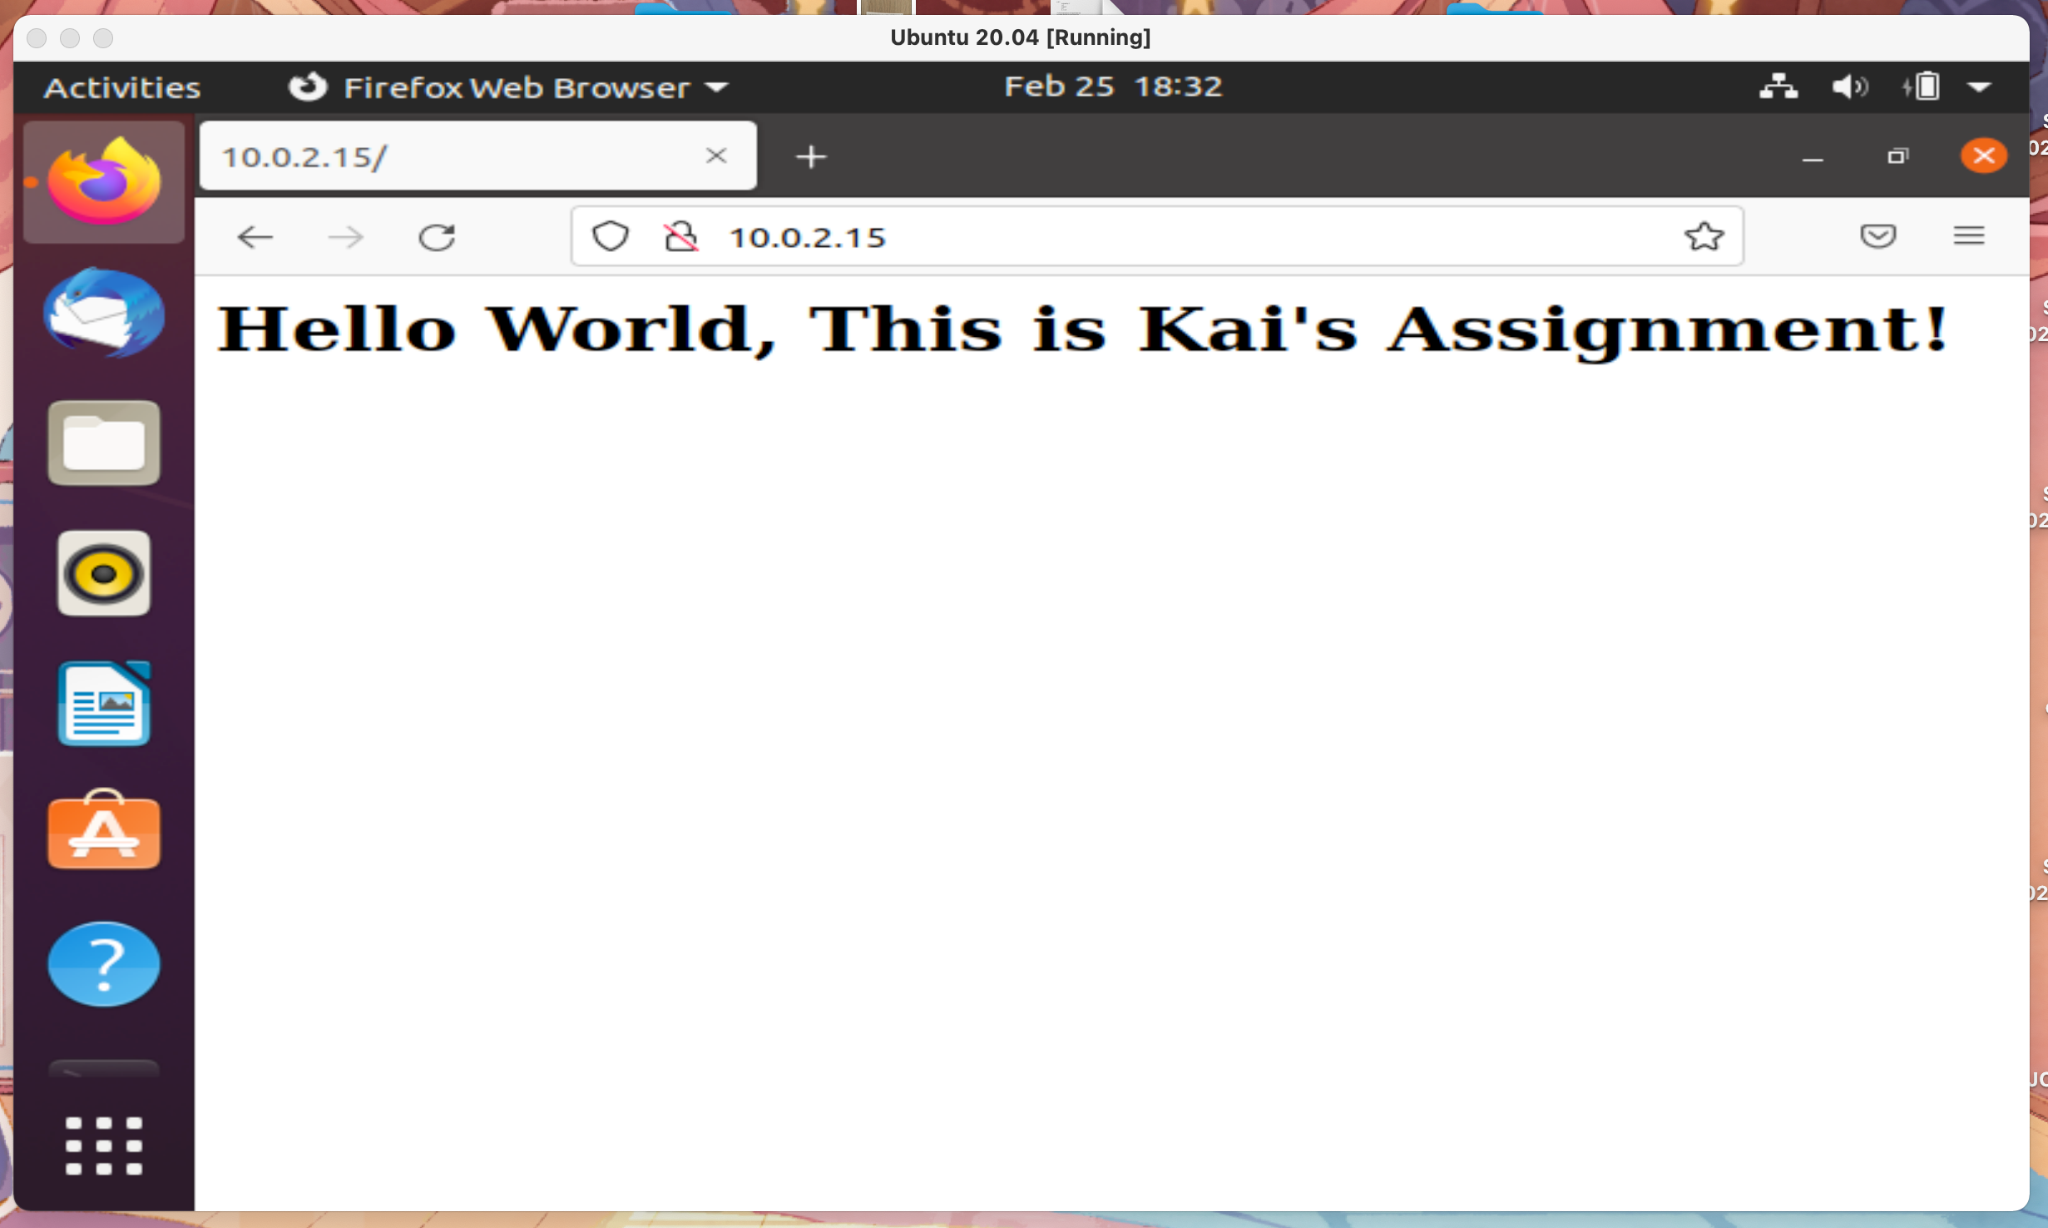 Ubuntu 20.04 [Running]
Activities
Firefox Web Browser
Feb 25 18:32
10.0.2.15/
10.0.2.15
Hello World, This is Kai's Assignment!